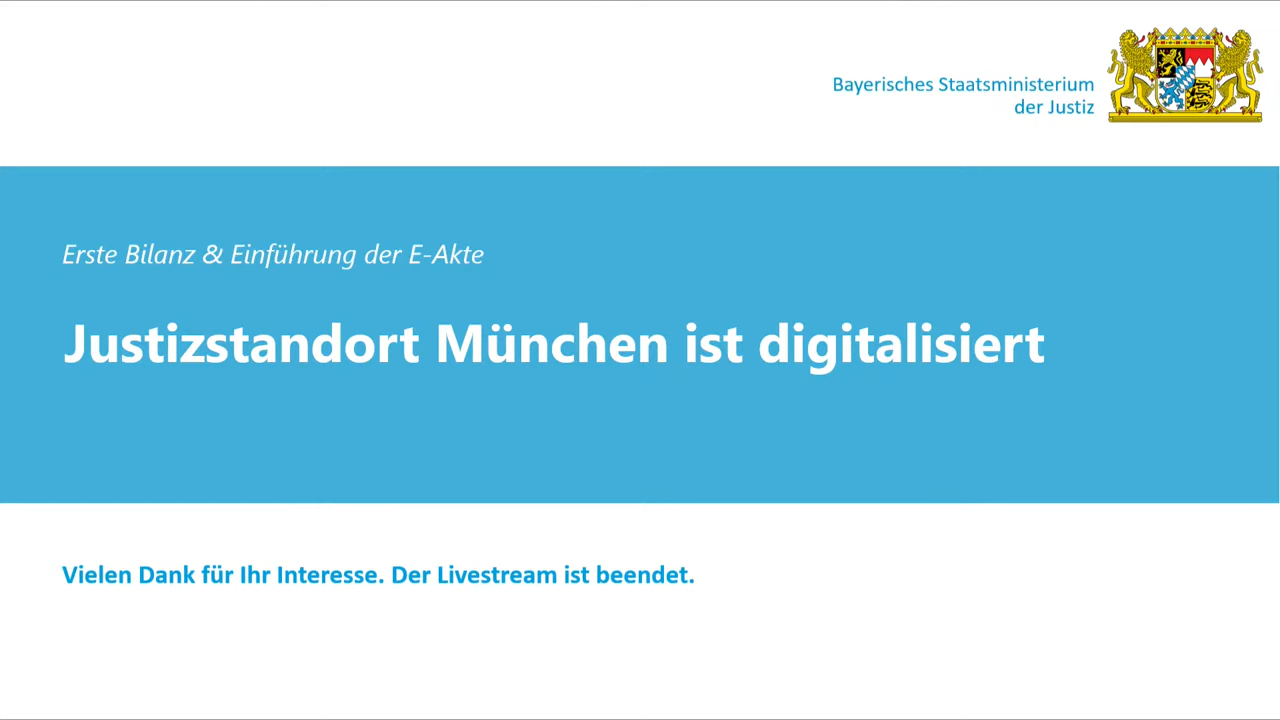 Bayerisches Staatsministerium
der Justiz
Erste Bilanz & Einführung der E-Akte
Justizstandort München ist digitalisiert
Vielen Dank für Ihr Interesse. Der Livestream ist beendet.